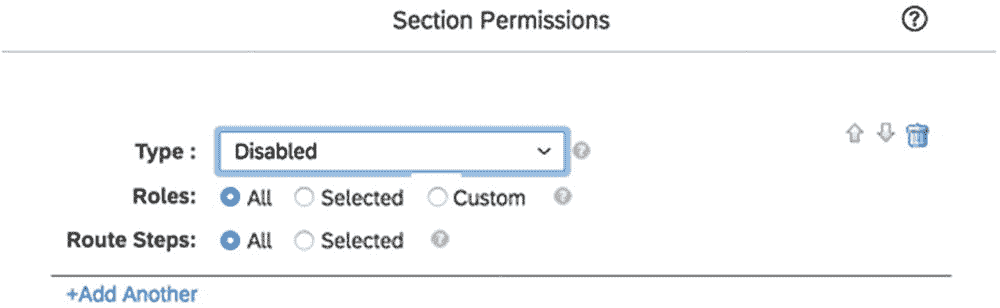 Section Permissions
Type : Disabled
Roles: All Selected Custom
Route Steps: All Selected
+Add Another